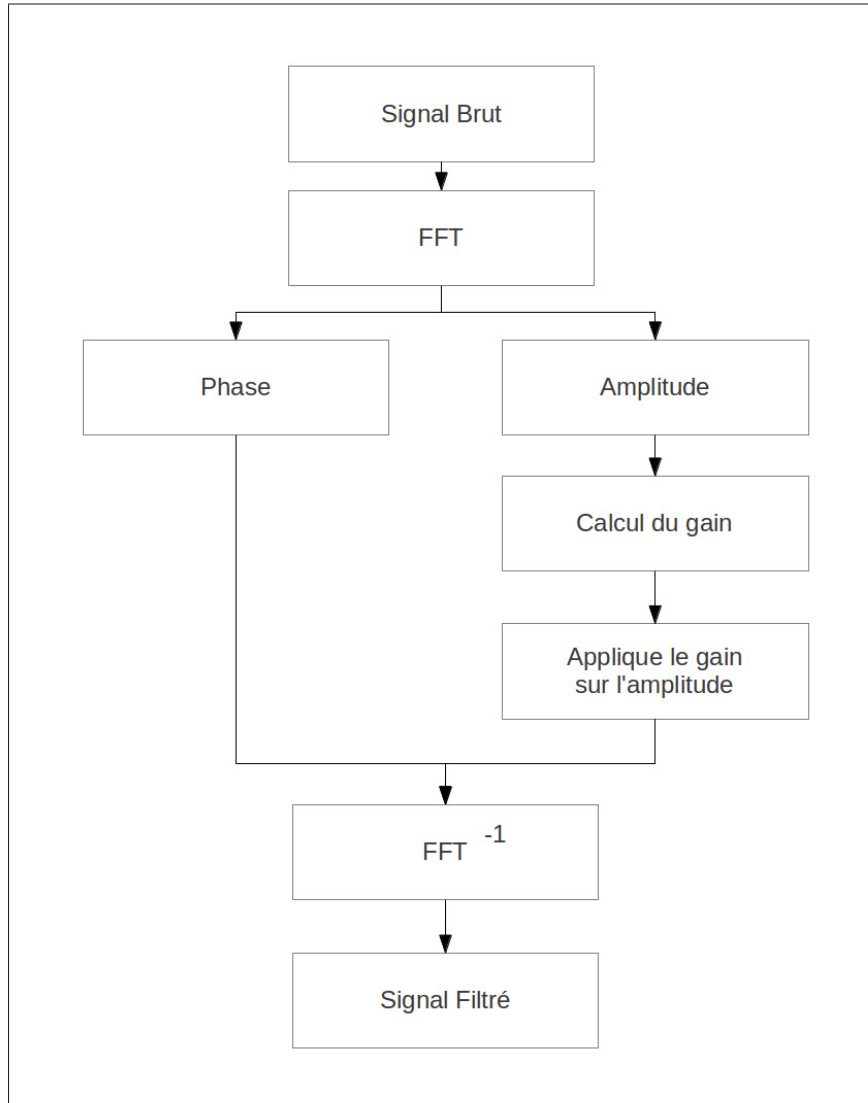 Signal Brut
FFT
Phase
Amplitude
Calcul du gain
Applique le gain
sur l'amplitude
FFT -1
Signal Filtré